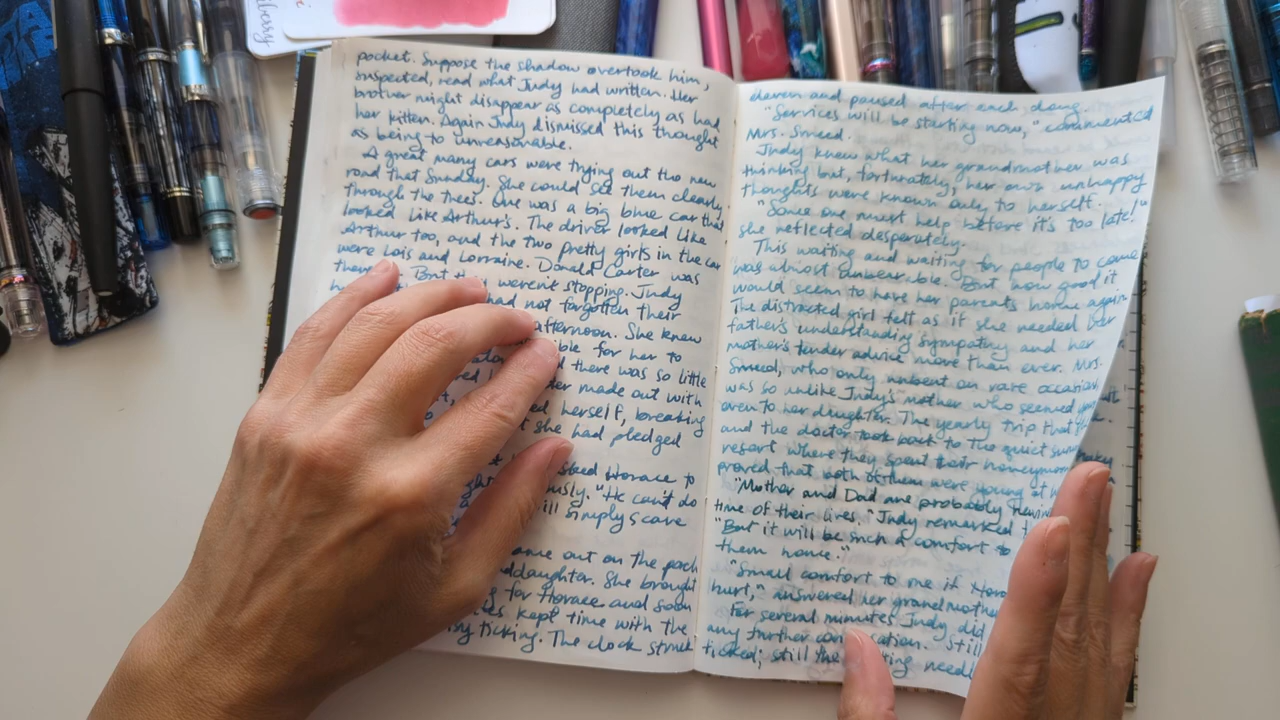 berry
pocket. Suppose the shadow overtook him,
suspected, read what Judy had written. Her
brother might disappear as completely as had
her kitten. Again Judy dismissed this thought
as being to unreasonable.
A great many cars were trying out the new
road that Sunday. She could see them clearly
through the trees. One was a big blue car that
looked like Arthur's. The driver looked like
Arthur too, and the two pretty girls in the car
were Lois and Lorraine. Donald Carter was
But weren't stopping. Judy
had not forgotten their
afternoon. She knew
for her to
there was so little
made out with
herself, breaking
she had pledged
Horace to
"He can't do
simply scare
out on the porch
She brought
for Horace and soon
kept time with the
ticking. The clock struck
eleven and paused after each dong.
"Services will be starting now," commented
Mrs. Smeed.
Judy knew what her grandmother was
thinking but, fortunately, her own unhappy
thoughts were known only to herself.
"Some one must help before it's too late!"
she reflected desperately.
This waiting and waiting for people to come
was almost unbearable. But how good it
would seem to have her parents home again.
The distracted girl felt as if she needed her
father's understanding sympathy and her
mother's tender advice more than ever. Mrs.
Smeed, who only unbent on rare occasions,
was so unlike Judy's mother who seemed
even to her daughter. The yearly trip that
and the doctor took back to the quiet
resort where they spent their
proved that both of them were young at
"Mother and Dad are probably having
time of their lives," Judy remarked
"But it will be such a comfort to
them home."
"Small comfort to me if
hurt," answered her grandmother
For several minutes Judy did
any further Still
ticked; still the